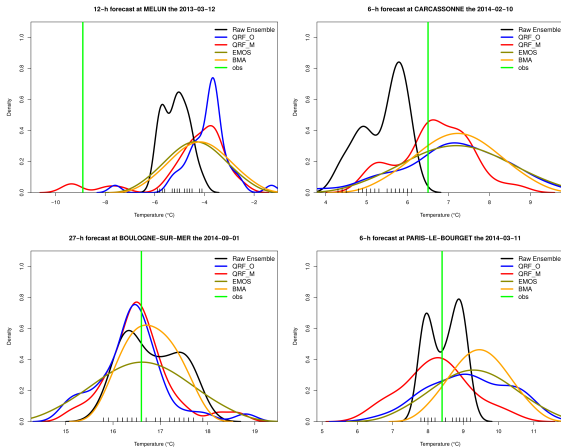 12−h forecast at MELUN the 2013−03−12
Density
0.0 0.2 0.4 0.6 0.8 1.0
Raw Ensemble
QRF_O
QRF_M
EMOS
BMA
obs
−10 −8 −6 −4 −2
Temperature (°C)
6−h forecast at CARCASSONNE the 2014−02−10
Density
0.0 0.2 0.4 0.6 0.8 1.0
Raw Ensemble
QRF_O
QRF_M
EMOS
BMA
obs
4 5 6 7 8 9
Temperature (°C)
27−h forecast at BOULOGNE−SUR−MER the 2014−09−01
Density
0.0 0.2 0.4 0.6 0.8 1.0
Raw Ensemble
QRF_O
QRF_M
EMOS
BMA
obs
15 16 17 18 19
Temperature (°C)
6−h forecast at PARIS−LE−BOURGET the 2014−03−11
Density
0.0 0.2 0.4 0.6 0.8 1.0
Raw Ensemble
QRF_O
QRF_M
EMOS
BMA
obs
5 6 7 8 9 10 11
Temperature (°C)